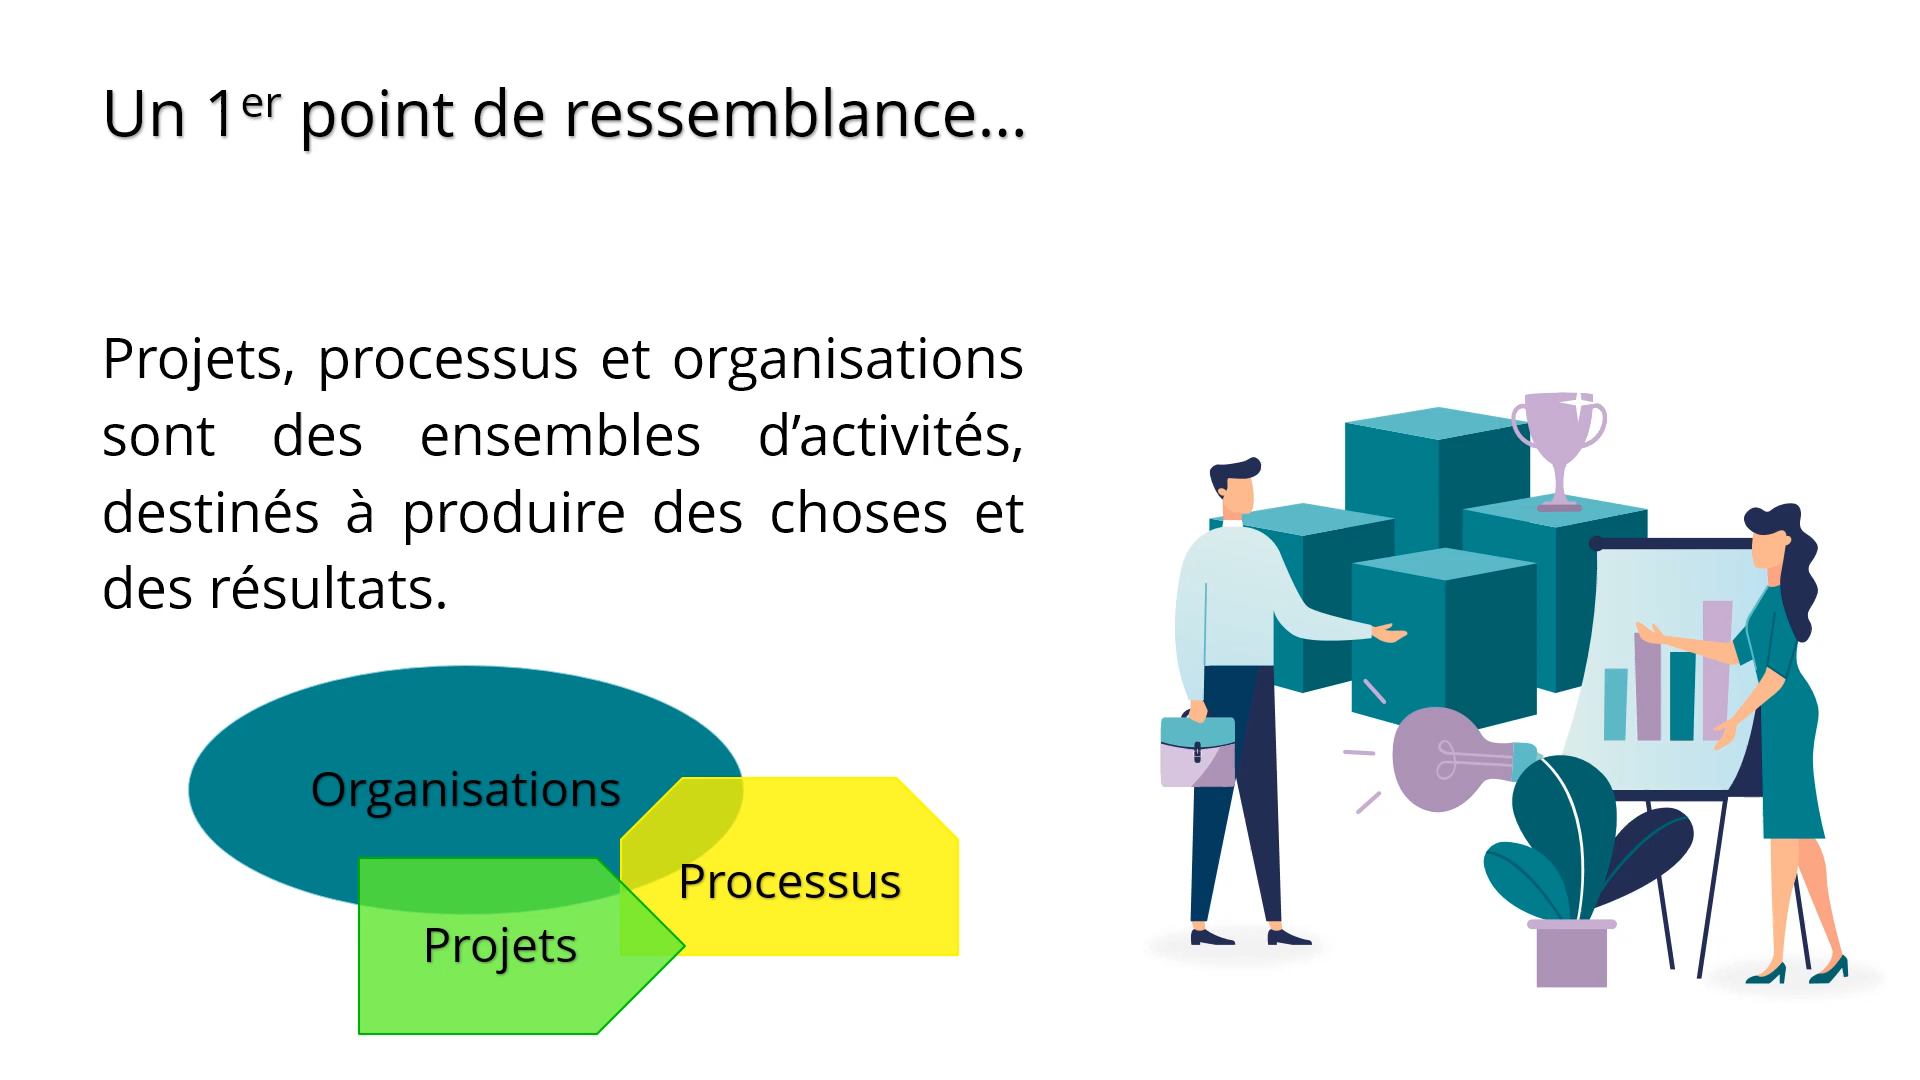 Un 1er point de ressemblance…
Projets, processus et organisations
sont des ensembles d’activités,
destinés à produire des choses et
des résultats.
Organisations
Processus
Projets